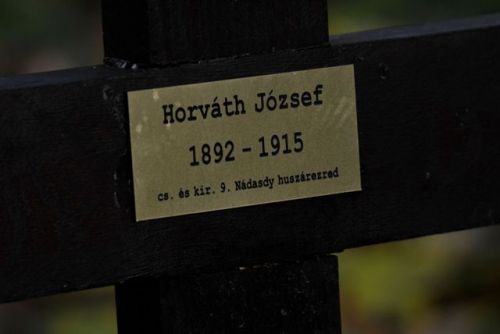 Horváth József
1892 - 1915
cs. és kir. 9. Nádasdy huszárezred